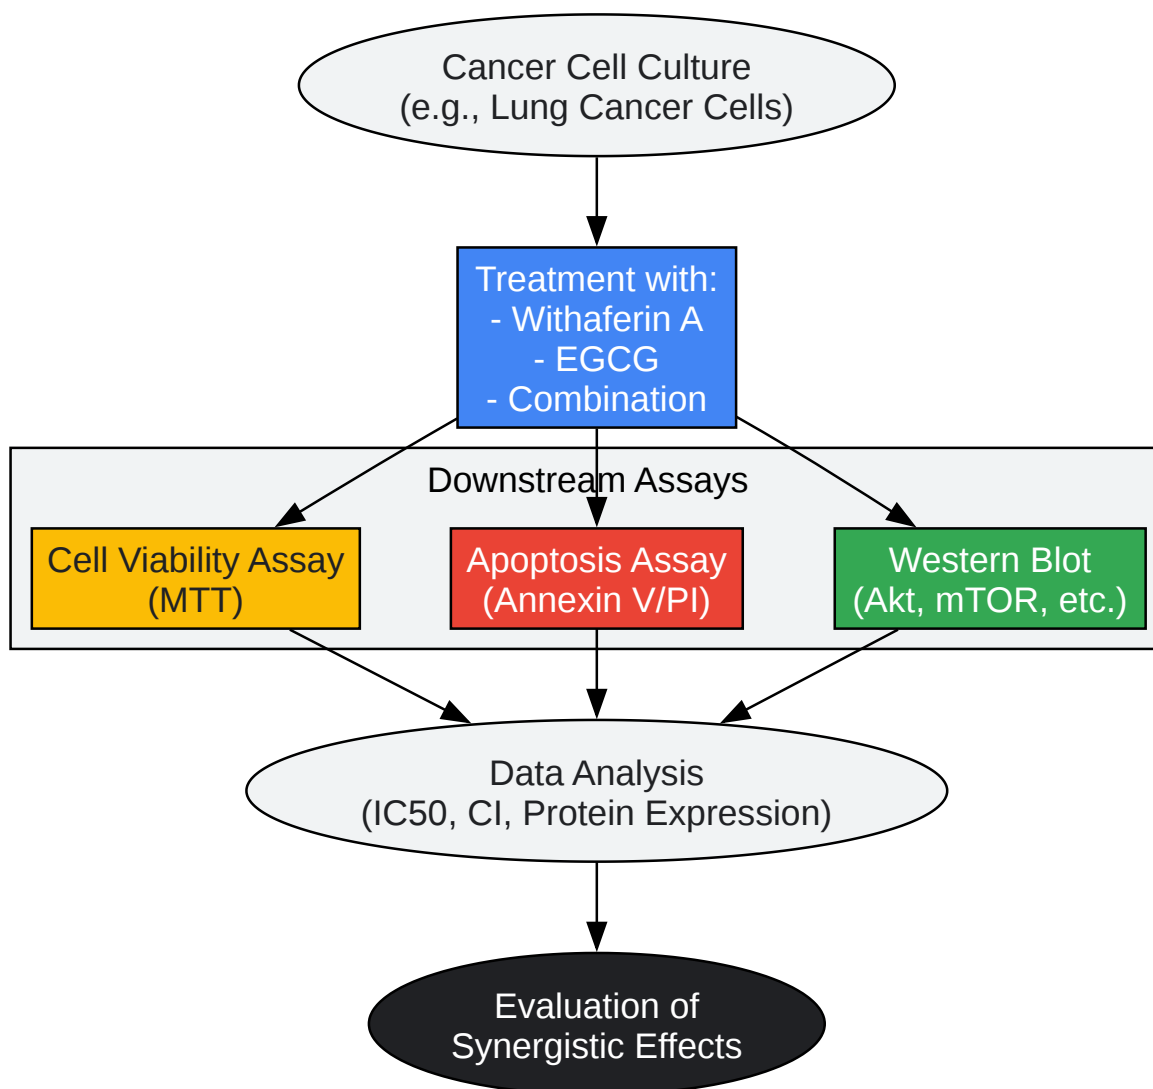 Cancer Cell Culture
(e.g., Lung Cancer Cells)
Treatment with:
- Withaferin A
- EGCG
- Combination
Downstream Assays
Cell Viability Assay
(MTT)
Apoptosis Assay
(Annexin V/PI)
Western Blot
(Akt, mTOR, etc.)
Data Analysis
(IC50, CI, Protein Expression)
Evaluation of
Synergistic Effects